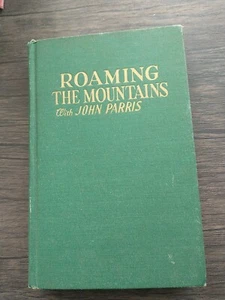 ROAMING
THE MOUNTAINS
With JOHN PARRIS